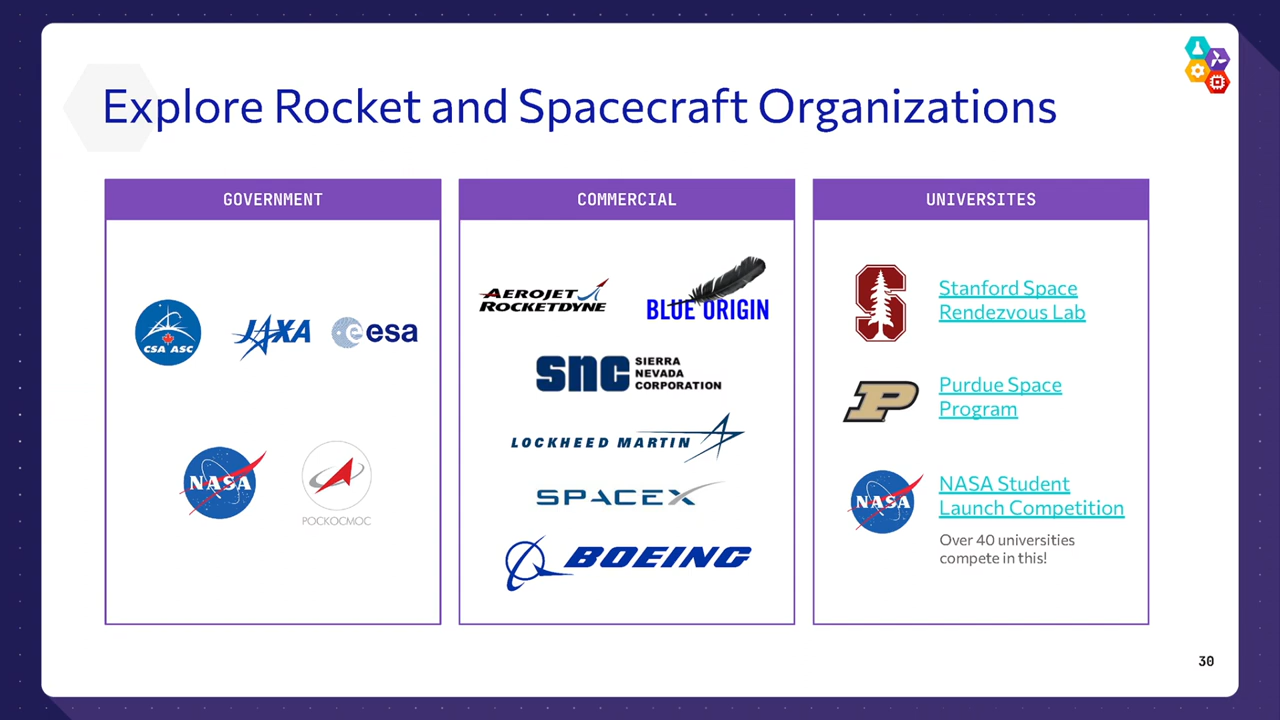 Explore Rocket and Spacecraft Organizations
GOVERNMENT
CSA ASC
JAXA
esa
NASA
РОСКОСМОС
COMMERCIAL
AEROJET
ROCKETDYNE
BLUE ORIGIN
snc SIERRA
NEVADA
CORPORATION
LOCKHEED MARTIN
SPACEX
BOEING
UNIVERSITES
S
Stanford Space
Rendezvous Lab
P
Purdue Space
Program
NASA
NASA Student
Launch Competition
Over 40 universities
compete in this!
30